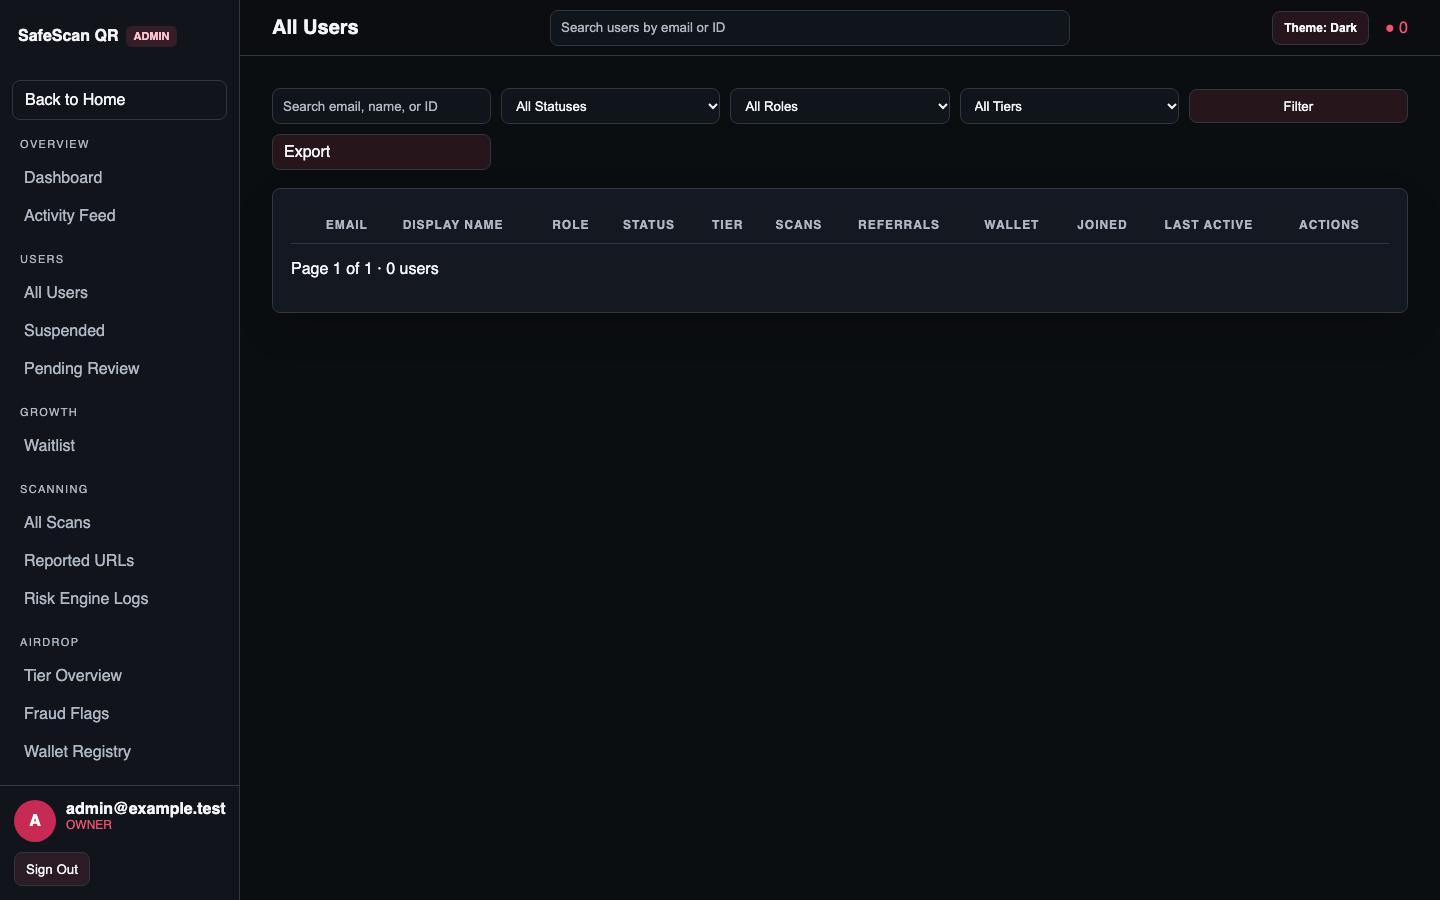 SafeScan QR ADMIN
Back to Home
OVERVIEW
Dashboard
Activity Feed
USERS
All Users
Suspended
Pending Review
GROWTH
Waitlist
SCANNING
All Scans
Reported URLs
Risk Engine Logs
AIRDROP
Tier Overview
Fraud Flags
Wallet Registry
A
admin@example.test
OWNER
Sign Out
All Users
Search users by email or ID
Theme: Dark
0
Search email, name, or ID
All Statuses
All Roles
All Tiers
Filter
Export
EMAIL DISPLAY NAME ROLE STATUS TIER SCANS REFERRALS WALLET JOINED LAST ACTIVE ACTIONS
Page 1 of 1 · 0 users